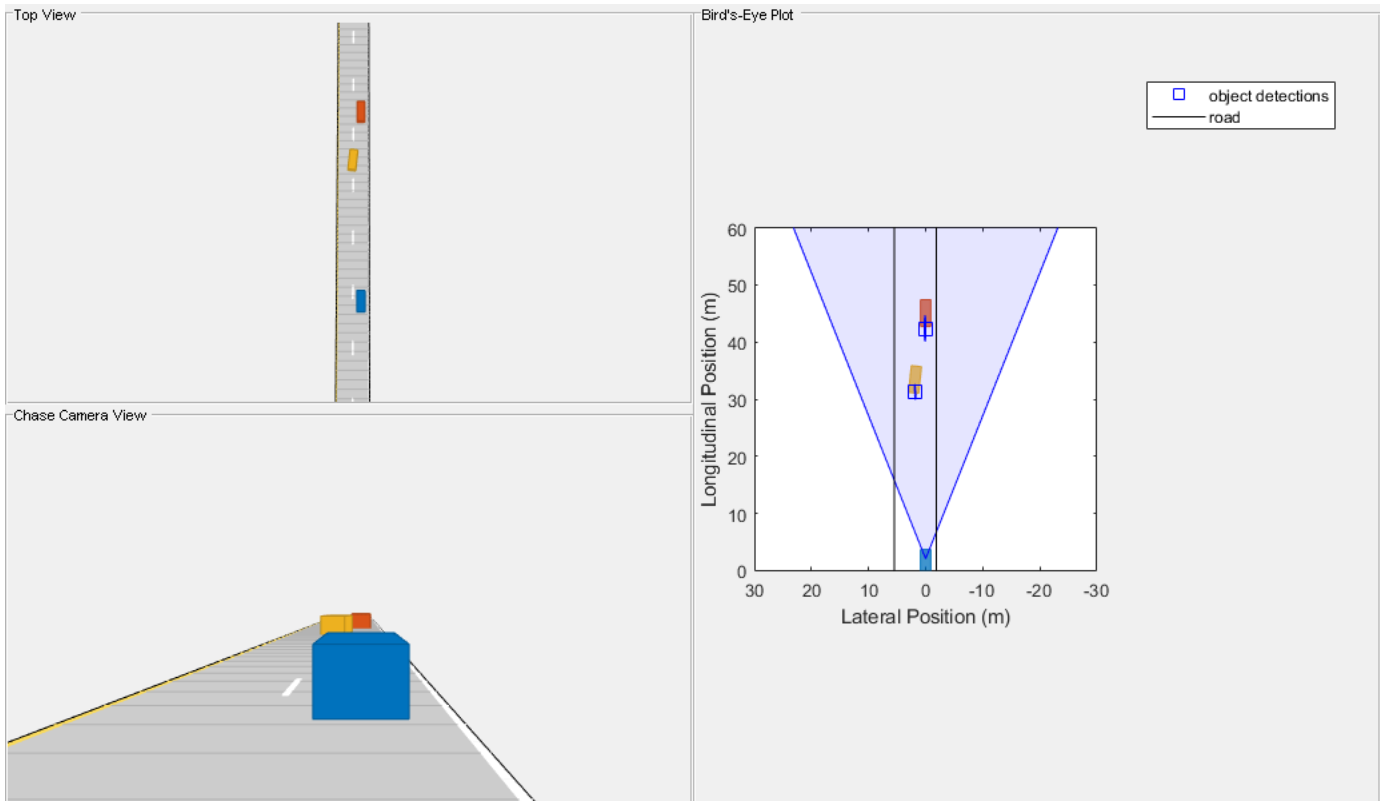 Top View
Chase Camera View
Bird's-Eye Plot
object detections
road
60
50
40
30
20
10
0
Longitudinal Position (m)
30 20 10 0 -10 -20 -30
Lateral Position (m)